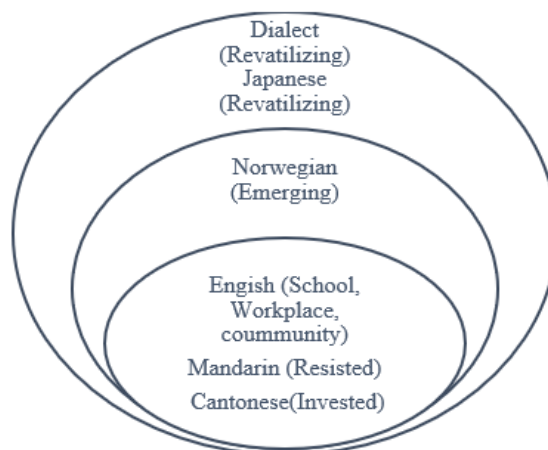 Dialect
(Revatilizing)
Japanese
(Revatilizing)
Norwegian
(Emerging)
Engish (School,
Workplace,
coummunity)
Mandarin (Resisted)
Cantonese(Invested)